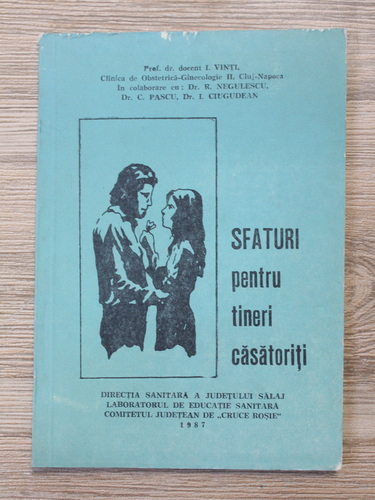 Prof. dr. docent I. VINȚI,
Clinica de Obstetrică-Ginecologie II, Cluj-Napoca
În colaborare cu: Dr. R. NEGULESCU,
Dr. C. PASCU, Dr. I. CIUGUDEAN
SFATURI
pentru
tineri
căsătoriți
DIRECȚIA SANITARĂ A JUDEȚULUI SĂLAJ
LABORATORUL DE EDUCAȚIE SANITARĂ
COMITETUL JUDEȚEAN DE „CRUCE ROȘIE"
1987